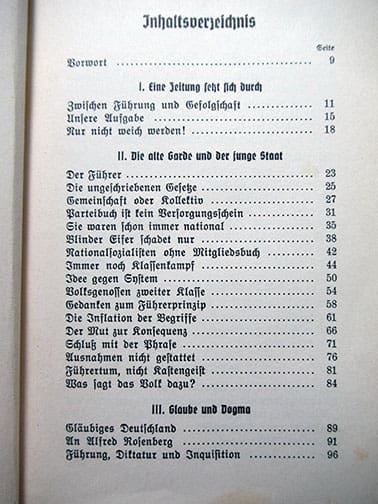 Inhaltsverzeichnis
Seite
Vorwort ........................ 9
I. Eine Zeitung setzt sich durch
Zwischen Führung und Gefolgschaft ........ 11
Unsere Aufgabe ........................ 15
Nur nicht weich werden! ........................ 18
II. Die alte Garde und der junge Staat
Der Führer ........................ 23
Die ungeschriebenen Gesetze ........................ 25
Gemeinschaft oder Kollektiv ........................ 27
Parteibuch ist kein Versorgungsschein ........ 31
Sie waren schon immer national ........................ 35
Blinder Eifer schadet nur ........................ 38
Nationalsozialisten ohne Mitgliedsbuch ........ 42
Immer noch Klassenkampf ........................ 44
Idee gegen System ........................ 50
Volksgenossen zweiter Klasse ........................ 54
Gedanken zum Führerprinzip ........................ 58
Die Inflation der Begriffe ........................ 61
Der Mut zur Konsequenz ........................ 66
Schluß mit der Phrase ........................ 71
Ausnahmen nicht gestattet ........................ 76
Führertum, nicht Kastengeist ........................ 81
Was sagt das Volk dazu? ........................ 84
III. Glaube und Dogma
Gläubiges Deutschland ........................ 89
An Alfred Rosenberg ........................ 91
Führung, Diktatur und Inquisition ........ 96